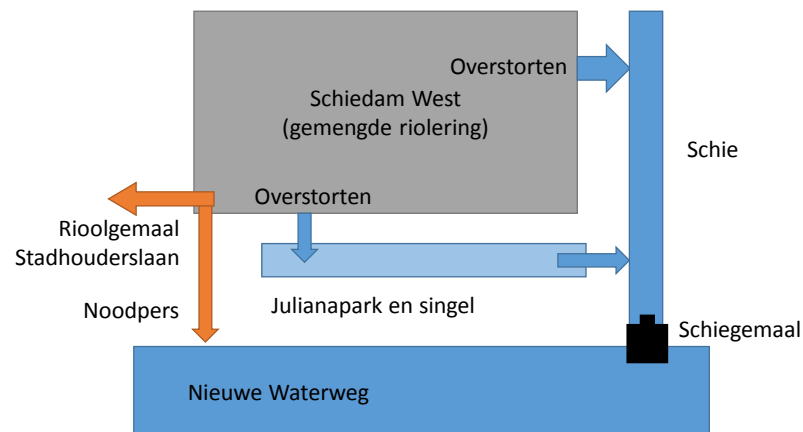 Overstorten
Schiedam West
(gemengde riolering)
Schie
Overstorten
Rioolgemaal
Stadhouderslaan
Julianapark en singel
Noodpers
Schiegemaal
Nieuwe Waterweg